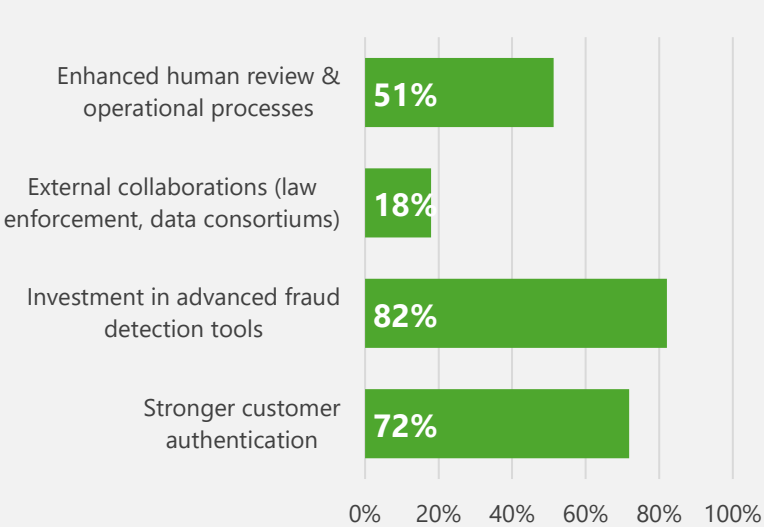 Enhanced human review &
operational processes
51%
External collaborations (law
enforcement, data consortiums)
18%
Investment in advanced fraud
detection tools
82%
Stronger customer
authentication
72%
0% 20% 40% 60% 80% 100%